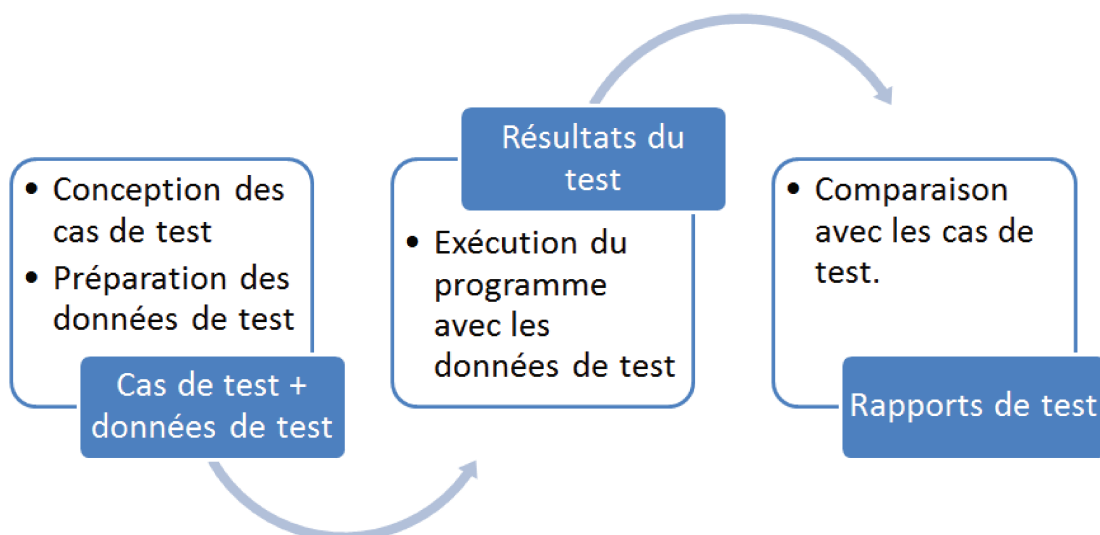 • Conception des
cas de test
• Préparation des
données de test
Cas de test +
données de test
Résultats du
test
• Exécution du
programme
avec les
données de test
• Comparaison
avec les cas de
test.
Rapports de test